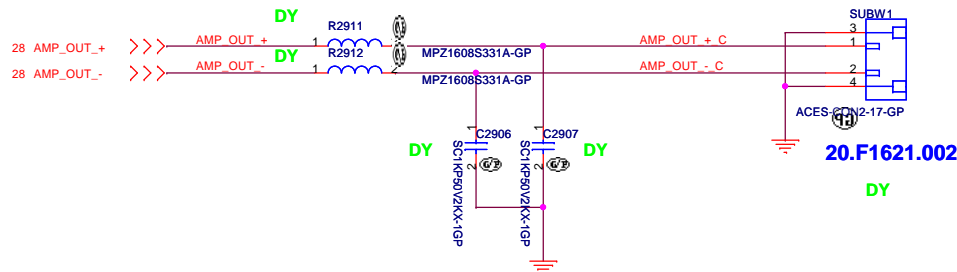 DY
R2911
28 AMP_OUT_+
AMP_OUT_+
1
MPZ1608S331A-GP
AMP_OUT_+_C
DY
R2912
28 AMP_OUT_-
AMP_OUT_-
1
2
MPZ1608S331A-GP
AMP_OUT_-_C
SUBW1
3
1
2
4
ACES-CON2-17-GP
GP
20.F1621.002
DY
DY
1
C2906
2
SC1KP50V2KX-1GP
1
C2907
2
SC1KP50V2KX-1GP
DY